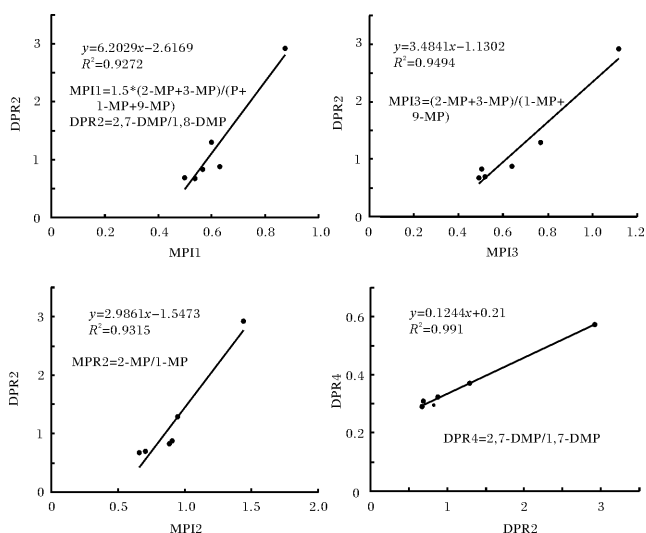 3
2
1
0
DPR2
y=6.2029x−2.6169
R²=0.9272
MPI1=1.5*(2-MP+3-MP)/(P+
1-MP+9-MP)
DPR2=2,7-DMP/1,8-DMP
0 0.2 0.4 0.6 0.8 1.0
MPI1
3
2
1
0
DPR2
y=3.4841x−1.1302
R²=0.9494
MPI3=(2-MP+3-MP)/(1-MP+
9-MP)
0 0.2 0.4 0.6 0.8 1.0 1.2
MPI3
3
2
1
0
DPR2
y=2.9861x−1.5473
R²=0.9315
MPR2=2-MP/1-MP
0 0.5 1.0 1.5 2.0
MPI2
0.6
0.4
0.2
0
DPR4
y=0.1244x+0.21
R²=0.991
DPR4=2,7-DMP/1,7-DMP
0 1 2 3
DPR2